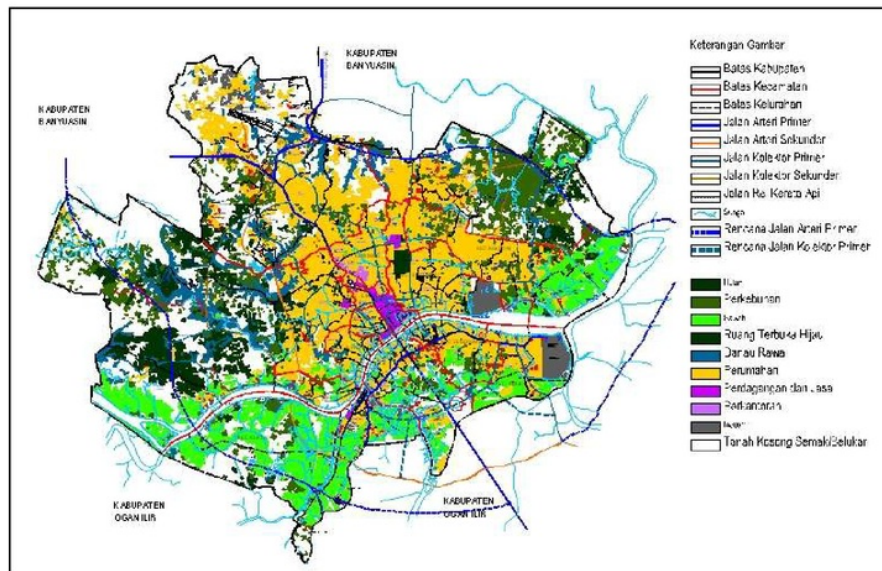 KABUPATEN
BANYUASIN
KABUPATEN
BANYUASIN
KABUPATEN
OGAN ILIR
KABUPATEN
OGAN ILIR
Keterangan Gambar
Batas Kabupaten
Batas Kecamatan
Batas Kelurahan
Jalan Arteri Primer
Jalan Arteri Sekunder
Jalan Kolektor Primer
Jalan Kolektor Sekunder
Jalan Rel Kereta Api
Sungai
Rencana Jalan Arteri Primer
Rencana Jalan Kolektor Primer
Hutan
Perkebunan
Sawah
Ruang Terbuka Hijau
Danau Rawa
Perumahan
Perdagangan dan Jasa
Perkantoran
Tanah Kosong Semak/Belukar